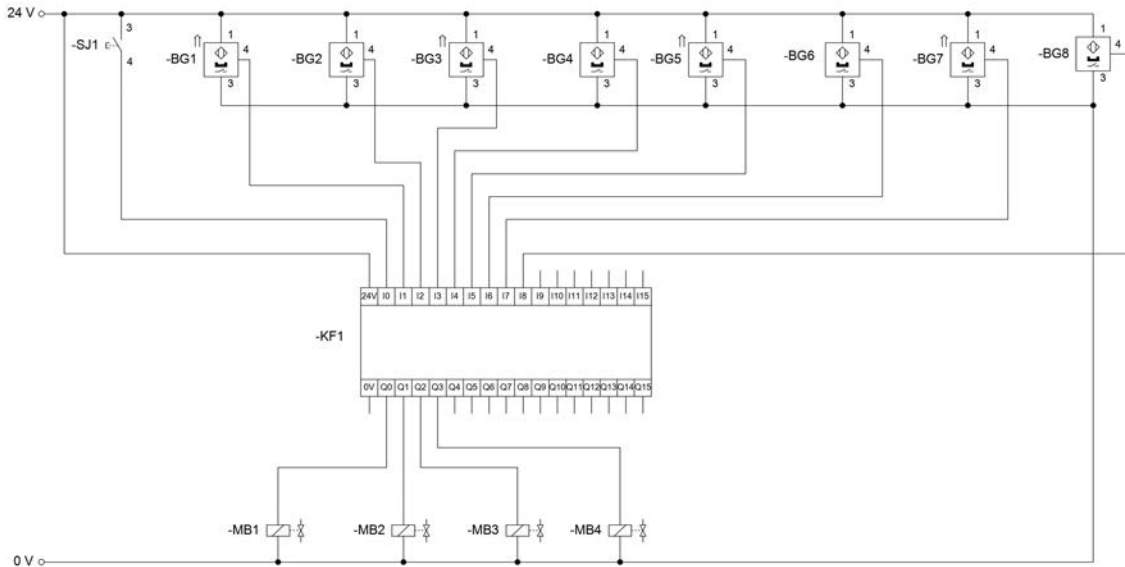 24 V
3
-SJ1
4
1
4
-BG1
3
1
4
-BG2
3
1
4
-BG3
3
1
4
-BG4
3
1
4
-BG5
3
1
4
-BG6
3
1
4
-BG7
3
1
4
-BG8
3
24V I0 I1 I2 I3 I4 I5 I6 I7 I8 I9 I10 I11 I12 I13 I14 I15
-KF1
0V Q0 Q1 Q2 Q3 Q4 Q5 Q6 Q7 Q8 Q9 Q10 Q11 Q12 Q13 Q14 Q15
-MB1
-MB2
-MB3
-MB4
0 V